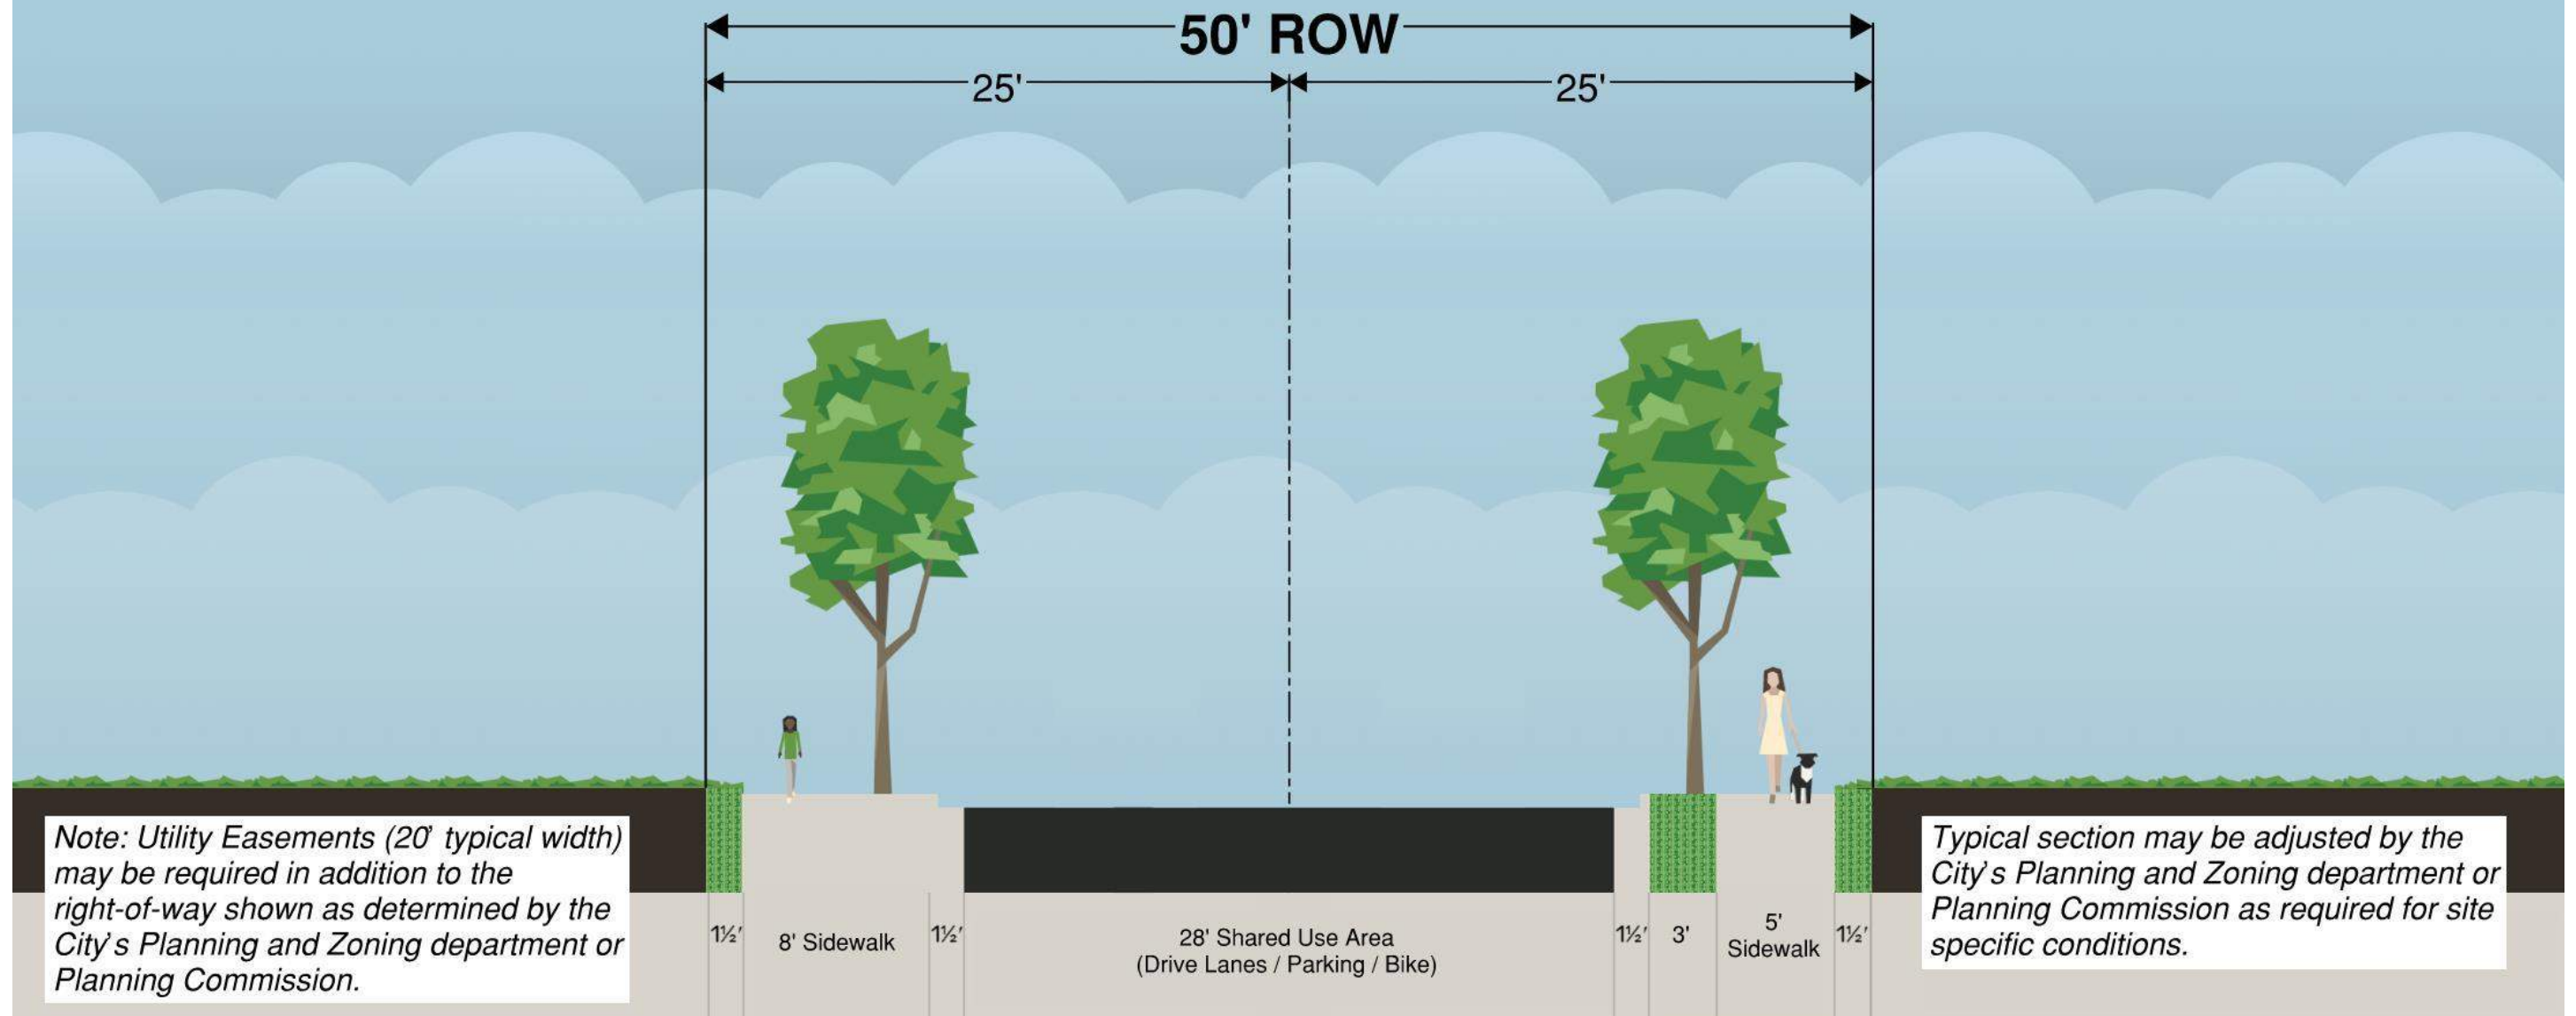 50' ROW
25'
25'
Note: Utility Easements (20' typical width)
may be required in addition to the
right-of-way shown as determined by the
City's Planning and Zoning department or
Planning Commission.
1½'
8' Sidewalk
1½'
28' Shared Use Area
(Drive Lanes / Parking / Bike)
1½'
3'
5'
Sidewalk
1½'
Typical section may be adjusted by the
City's Planning and Zoning department or
Planning Commission as required for site
specific conditions.